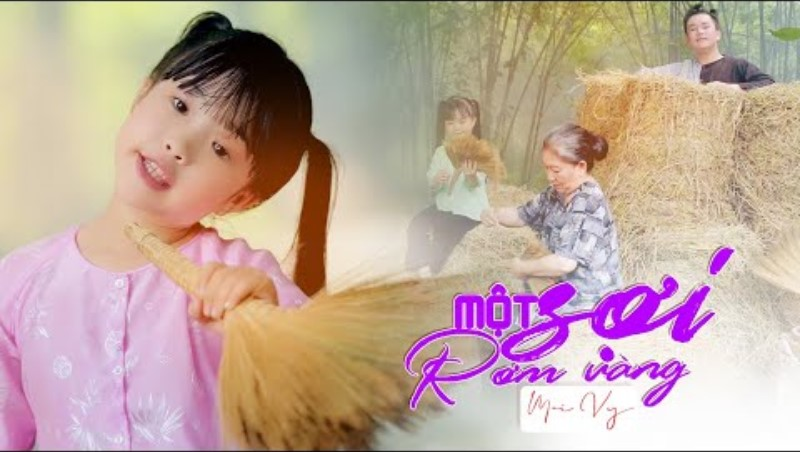 MỘT sợi
Rơm vàng
Mai Vy